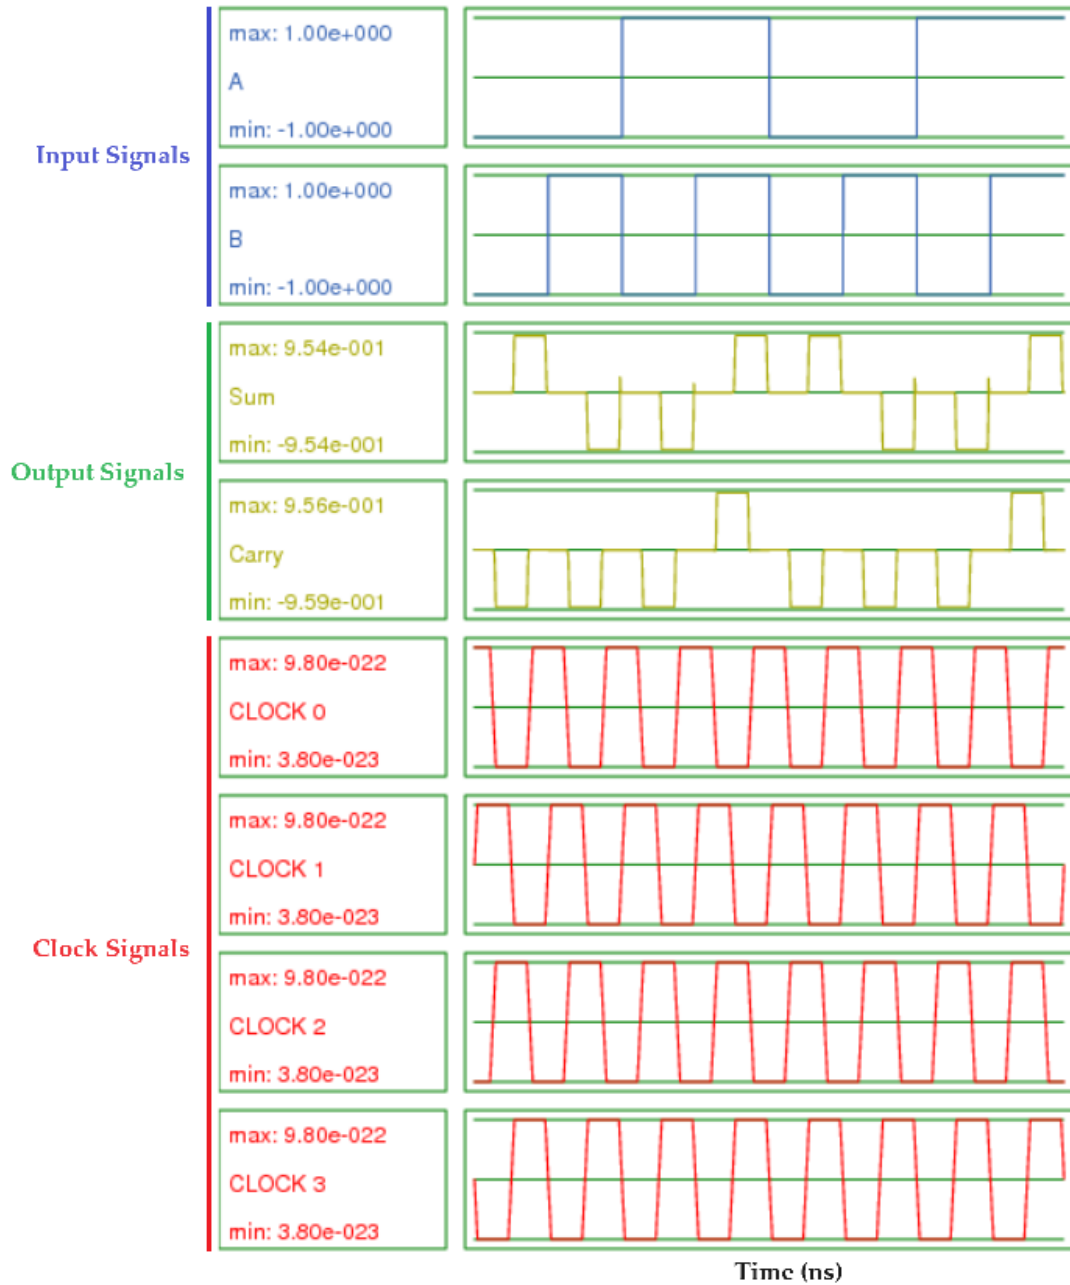 Input Signals
max: 1.00e+000
A
min: -1.00e+000
max: 1.00e+000
B
min: -1.00e+000
Output Signals
max: 9.54e-001
Sum
min: -9.54e-001
max: 9.56e-001
Carry
min: -9.59e-001
Clock Signals
max: 9.80e-022
CLOCK 0
min: 3.80e-023
max: 9.80e-022
CLOCK 1
min: 3.80e-023
max: 9.80e-022
CLOCK 2
min: 3.80e-023
max: 9.80e-022
CLOCK 3
min: 3.80e-023
Time (ns)